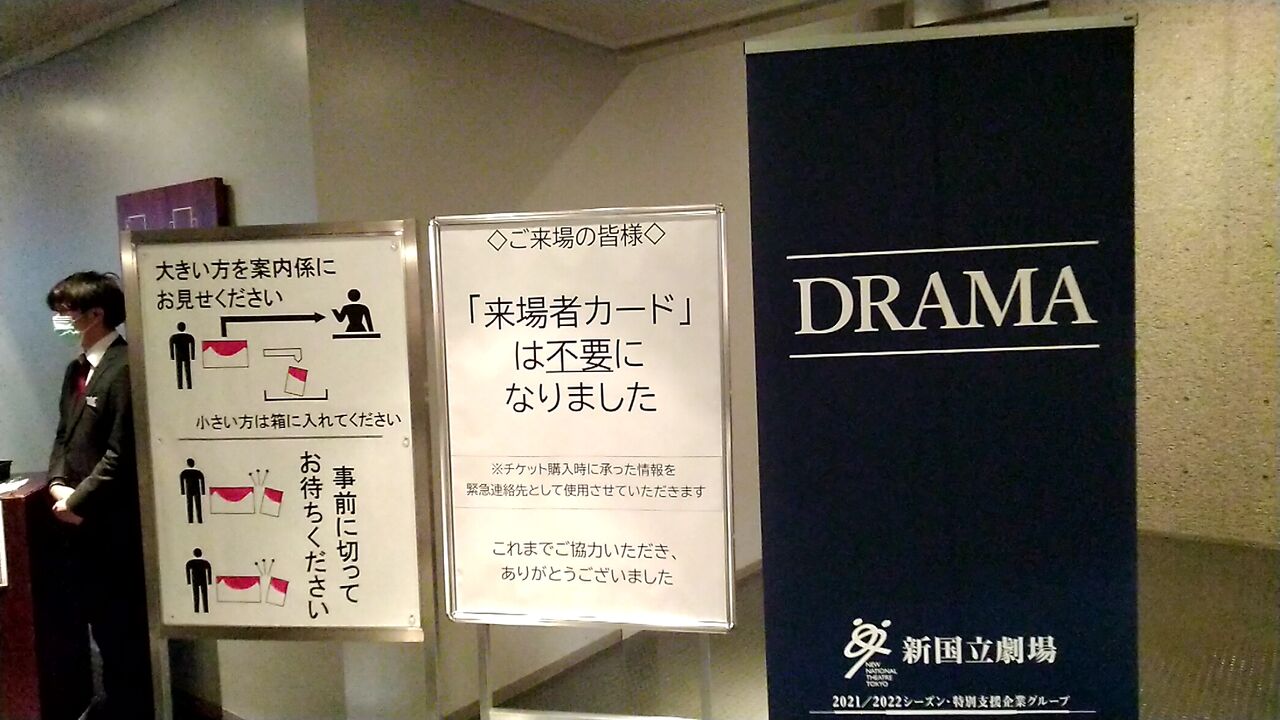 大きい方を案内係に
お見せください
小さい方は箱に入れてください
事前に切って
お待ちください
◇ご来場の皆様◇
「来場者カード」
は不要に
なりました
※チケット購入時に承った情報を
緊急連絡先として使用させていただきます
これまでご協力いただき、
ありがとうございました
DRAMA
新国立劇場
NEW
NATIONAL
THEATRE
TOKYO
2021/2022シーズン・特別支援企業グループ